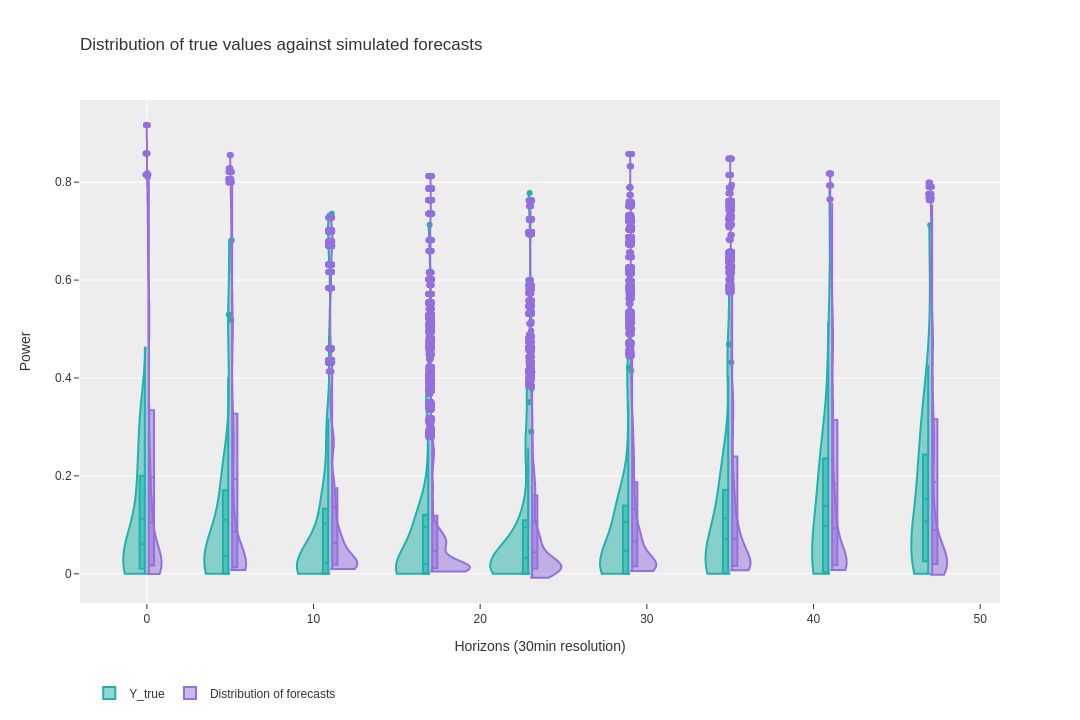 Distribution of true values against simulated forecasts
0.8
0.6
0.4
0.2
0
Power
0 10 20 30 40 50
Horizons (30min resolution)
Y_true Distribution of forecasts